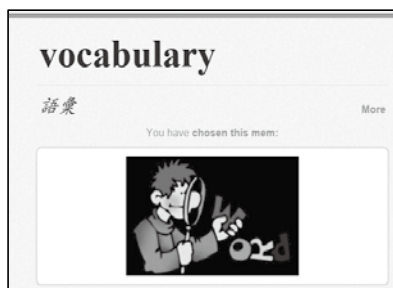 vocabulary
語彙
More
You have chosen this mem:
WORD